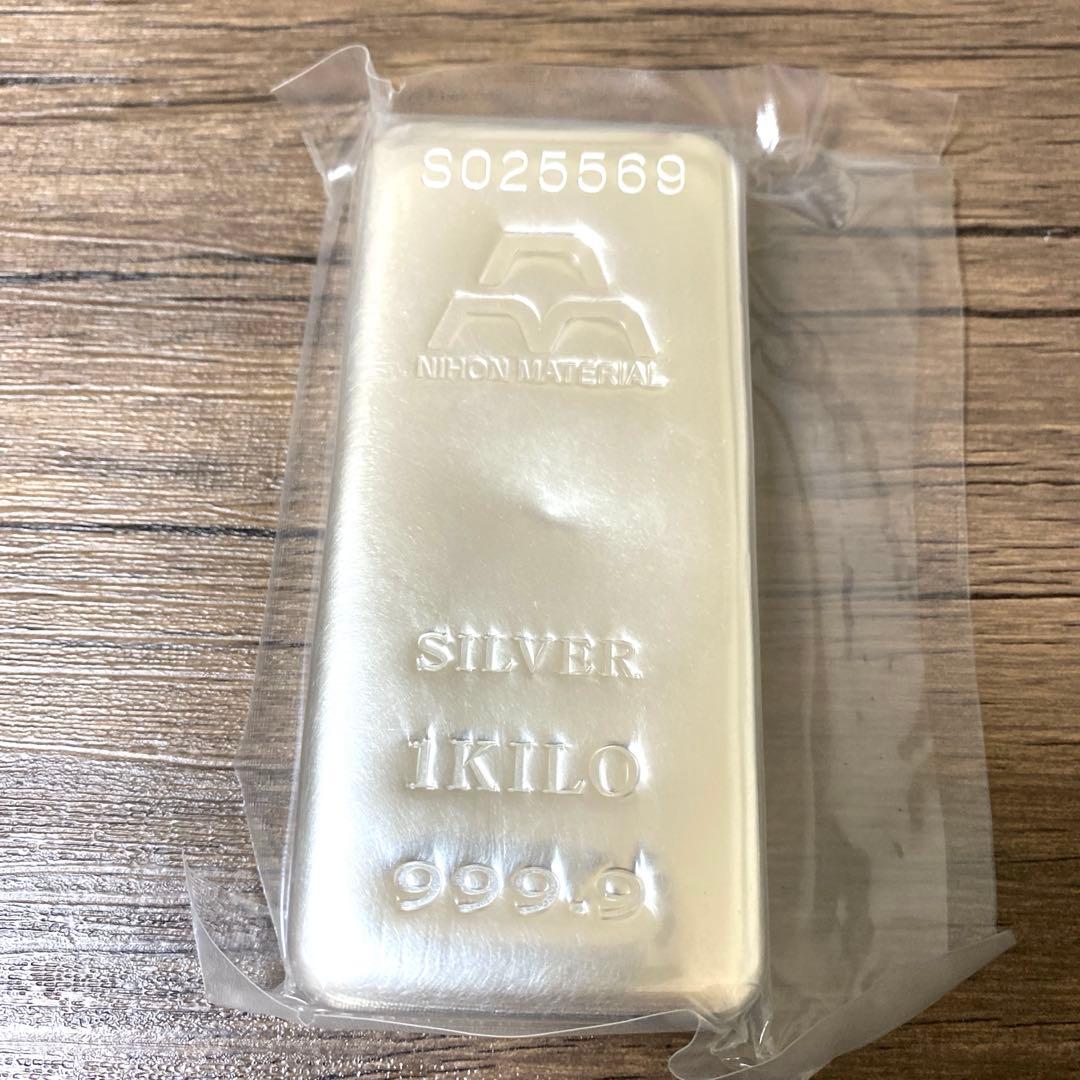 S025569
NIHON MATERIAL
SILVER
1KILO
999.9